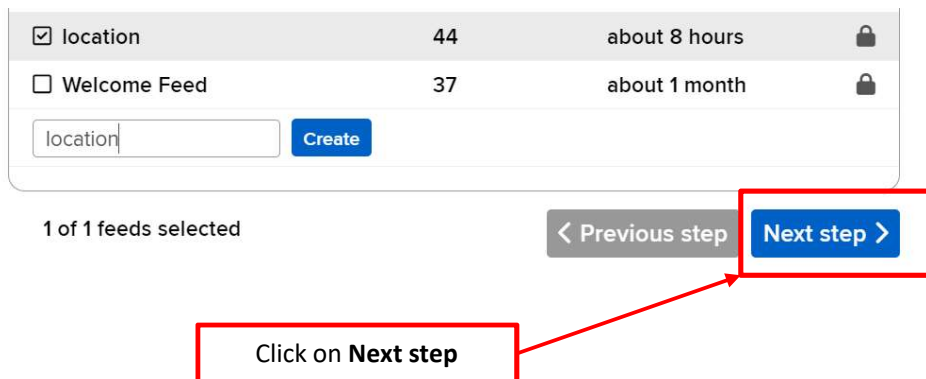 location 44 about 8 hours
Welcome Feed 37 about 1 month
location Create
1 of 1 feeds selected Previous step Next step
Click on Next step